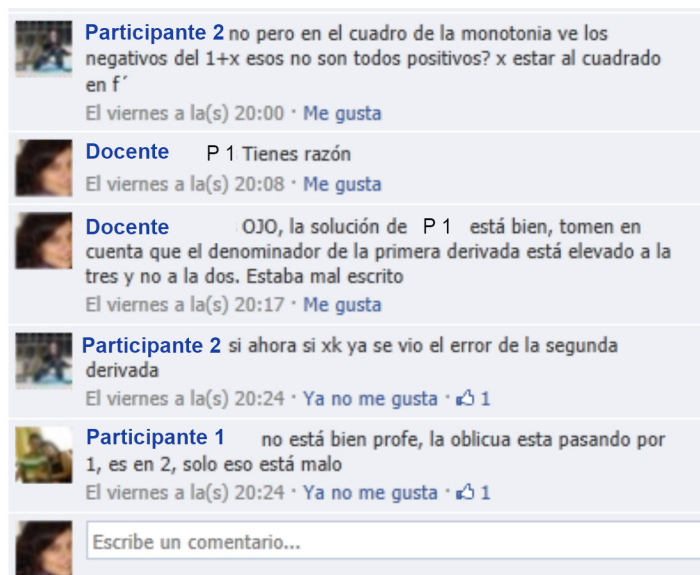 Participante 2 no pero en el cuadro de la monotonia ve los
negativos del 1+x esos no son todos positivos? x estar al cuadrado
en f´
El viernes a la(s) 20:00 · Me gusta
Docente P 1 Tienes razón
El viernes a la(s) 20:08 · Me gusta
Docente OJO, la solución de P 1 está bien, tomen en
cuenta que el denominador de la primera derivada está elevado a la
tres y no a la dos. Estaba mal escrito
El viernes a la(s) 20:17 · Me gusta
Participante 2 si ahora si xk ya se vio el error de la segunda
derivada
El viernes a la(s) 20:24 · Ya no me gusta · 1
Participante 1 no está bien profe, la oblicua esta pasando por
1, es en 2, solo eso está malo
El viernes a la(s) 20:24 · Ya no me gusta · 1
Escribe un comentario...